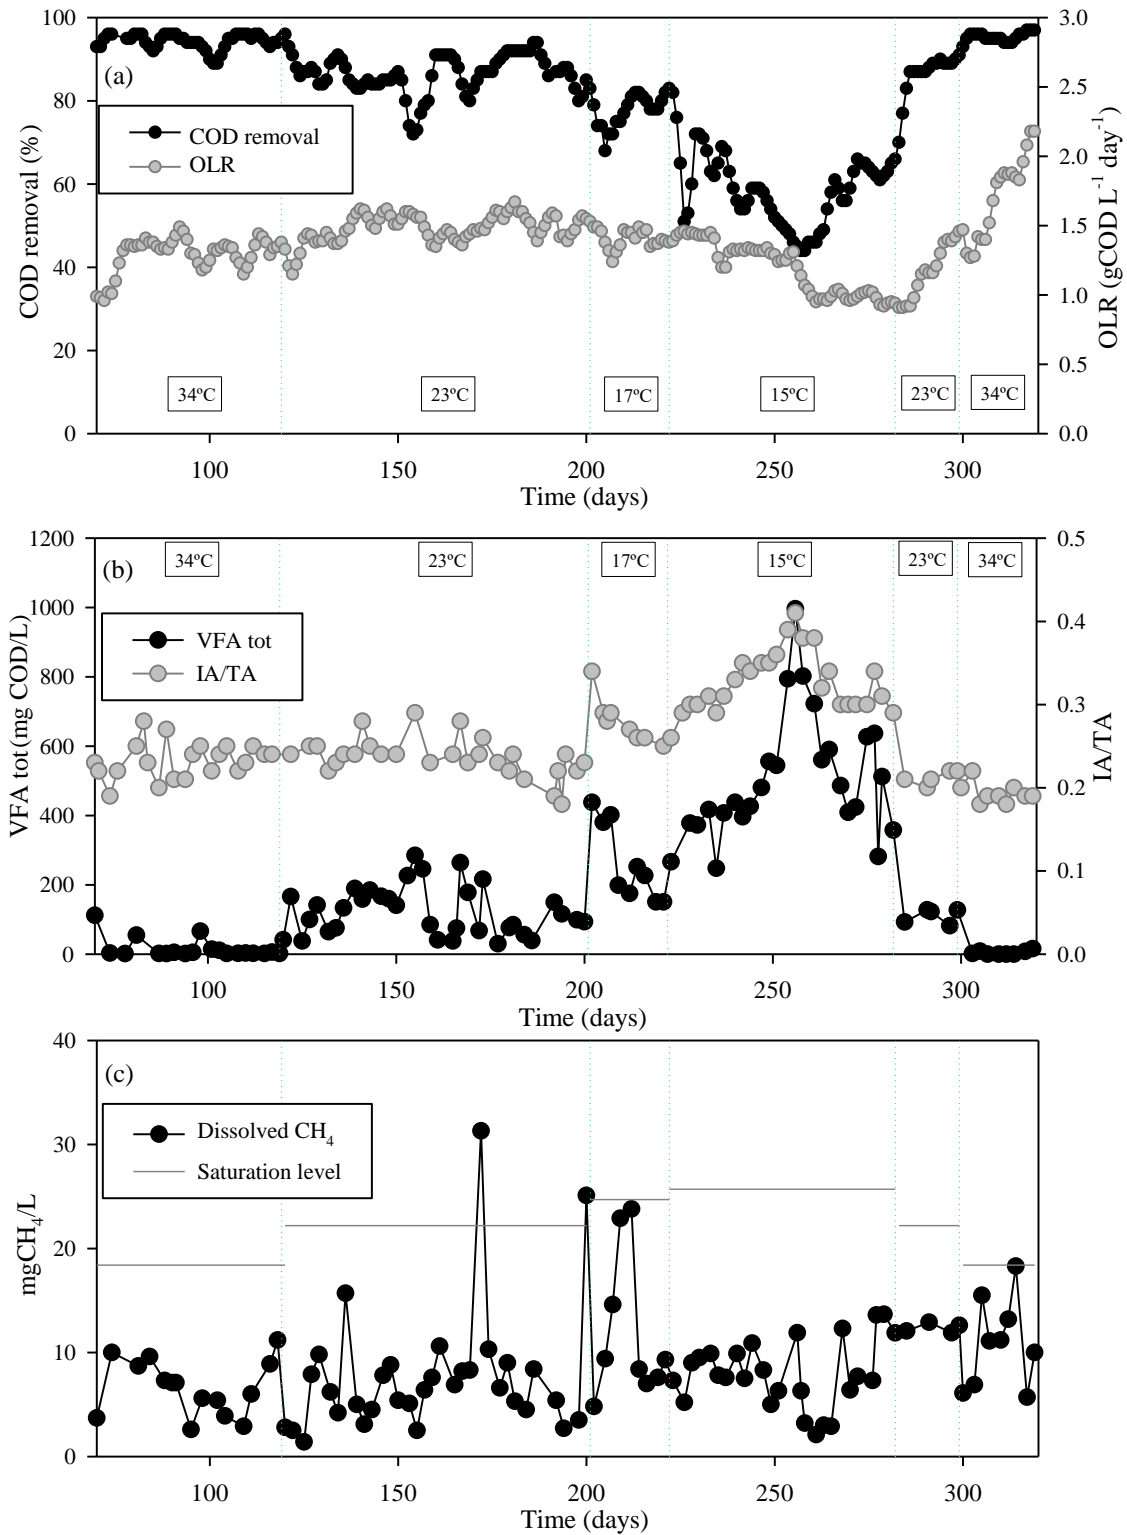 100
80
60
40
20
0
COD removal (%)
(a)
COD removal
OLR
3.0
2.5
2.0
1.5
1.0
0.5
0.0
OLR (gCOD L⁻¹ day⁻¹)
34ºC
23ºC
17ºC
15ºC
23ºC
34ºC
100
150
200
250
300
Time (days)
1200
1000
800
600
400
200
0
VFA tot (mg COD/L)
(b)
34ºC
23ºC
17ºC
15ºC
23ºC
34ºC
VFA tot
IA/TA
0.5
0.4
0.3
0.2
0.1
0.0
IA/TA
100
150
200
250
300
Time (days)
40
30
20
10
0
mgCH₄/L
(c)
Dissolved CH₄
Saturation level
100
150
200
250
300
Time (days)